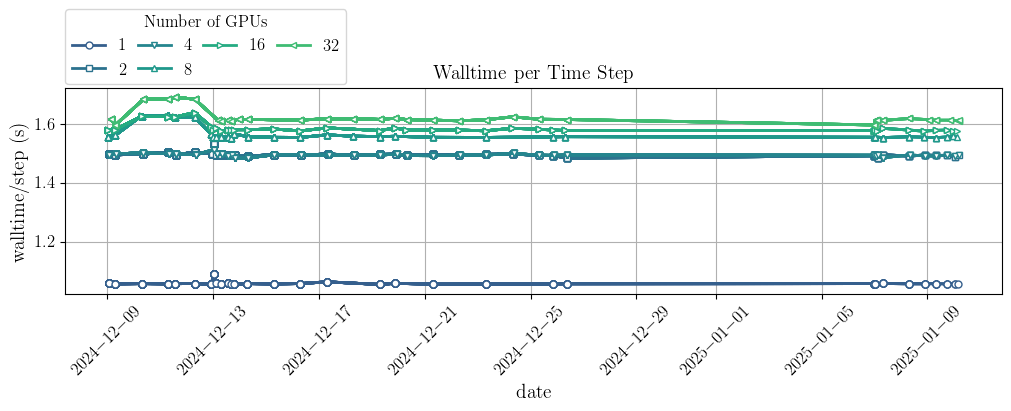 Number of GPUs
1 4 16 32
2 8
Walltime per Time Step
walltime/step (s)
1.6
1.4
1.2
2024−12−09 2024−12−13 2024−12−17 2024−12−21 2024−12−25 2024−12−29 2025−01−01 2025−01−05 2025−01−09
date